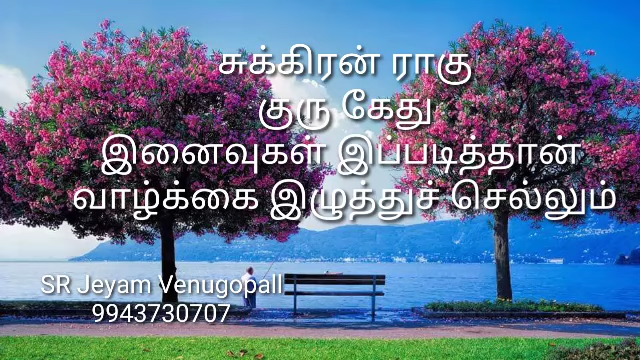 சுக்கிரன் ராகு
குரு கேது
இனைவுகள் இப்படித்தான்
வாழ்க்கை இழுத்துச் செல்லும்
SR Jeyam Venugopall
9943730707